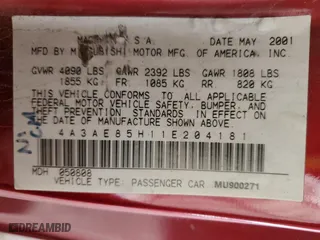 U.S.A. DATE MAY 2001
MFD BY MITSUBISHI MOTOR MFG. OF AMERICA, INC.
GVWR 4090 LBS GAWR 2392 LBS GAWR 1808 LBS
1855 KG FR 1085 KG RR 820 KG
THIS VEHICLE CONFORMS TO ALL APPLICABLE
FEDERAL MOTOR VEHICLE SAFETY, BUMPER, AND
THEFT PREVENTION STANDARDS IN EFFECT ON
THE DATE OF MANUFACTURE SHOWN ABOVE.
4A3AE85H11E204181
MDH 050808
VEHICLE TYPE: PASSENGER CAR MU900271
DREAMBID